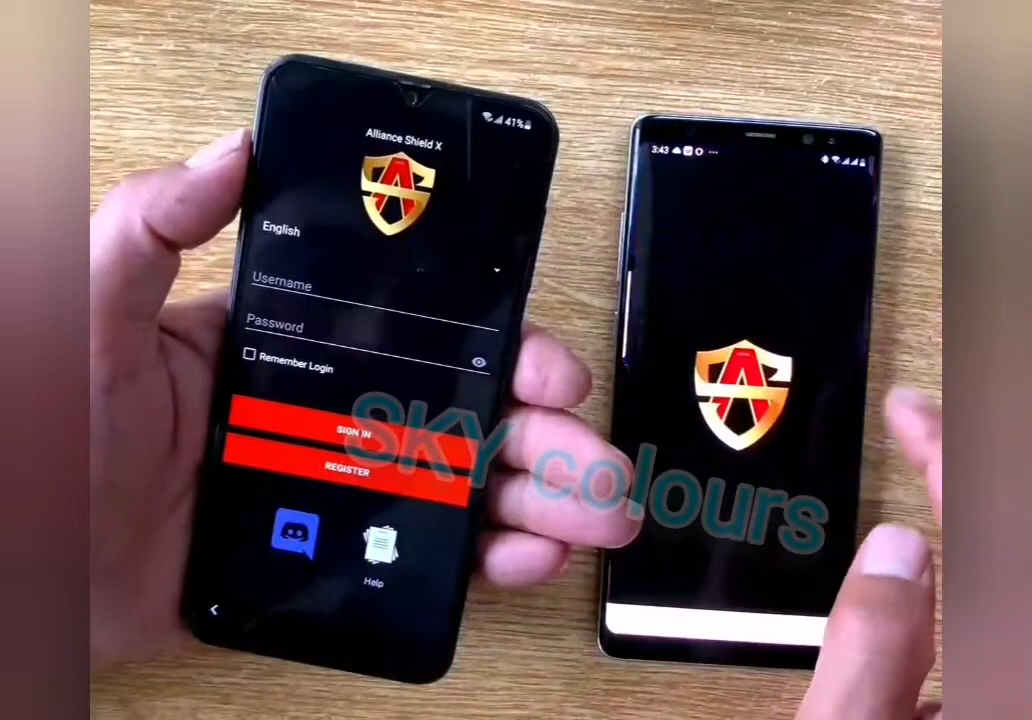 41%
Alliance Shield X
English
Username
Password
Remember Login
SIGN IN
REGISTER
Help
3:43
SKY colours